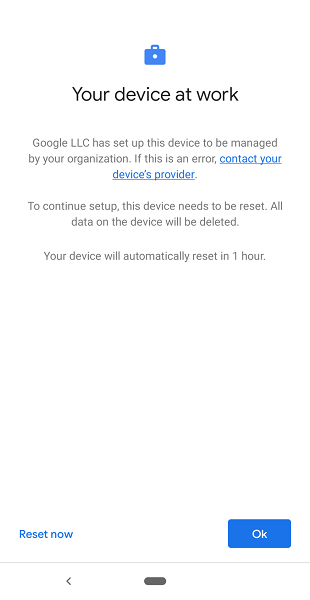 Your device at work
Google LLC has set up this device to be managed
by your organization. If this is an error, contact your
device's provider.
To continue setup, this device needs to be reset. All
data on the device will be deleted.
Your device will automatically reset in 1 hour.
Reset now
Ok